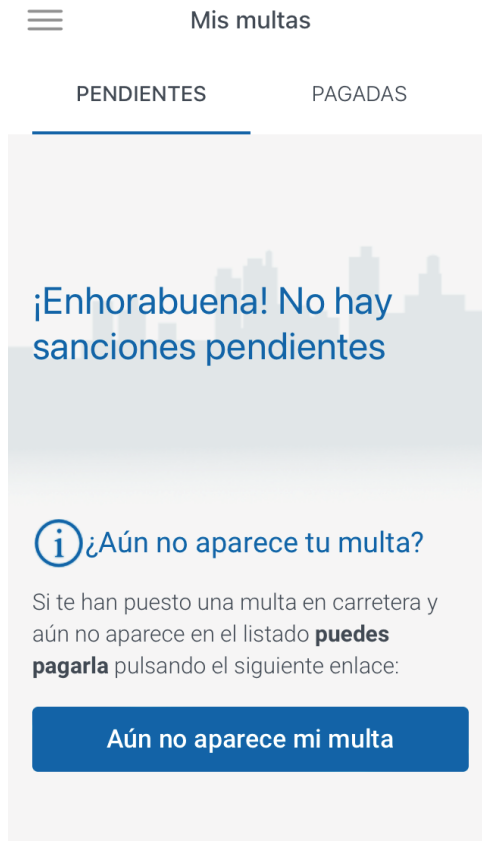 Mis multas
PENDIENTES PAGADAS
¡Enhorabuena! No hay
sanciones pendientes
¿Aún no aparece tu multa?
Si te han puesto una multa en carretera y
aún no aparece en el listado puedes
pagarla pulsando el siguiente enlace:
Aún no aparece mi multa